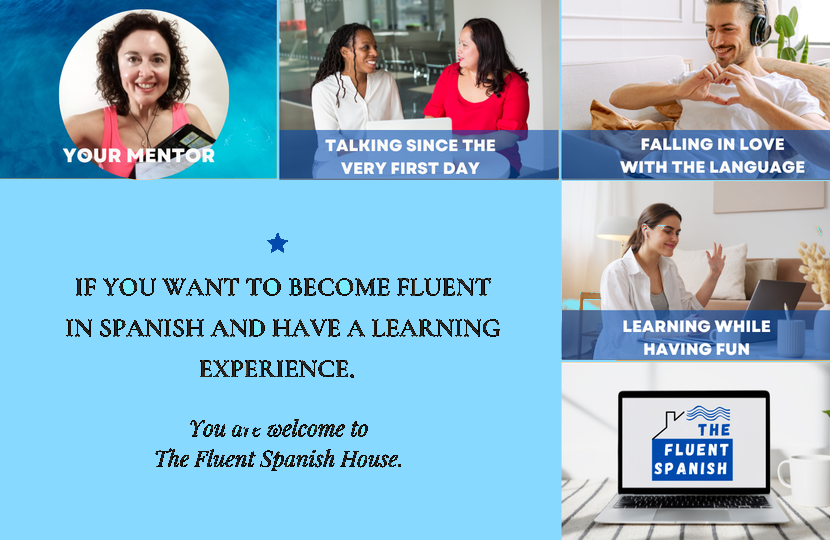 YOUR MENTOR
TALKING SINCE THE
VERY FIRST DAY
FALLING IN LOVE
WITH THE LANGUAGE
IF YOU WANT TO BECOME FLUENT
IN SPANISH AND HAVE A LEARNING
EXPERIENCE.
You are welcome to
The Fluent Spanish House.
LEARNING WHILE
HAVING FUN
THE
FLUENT
SPANISH